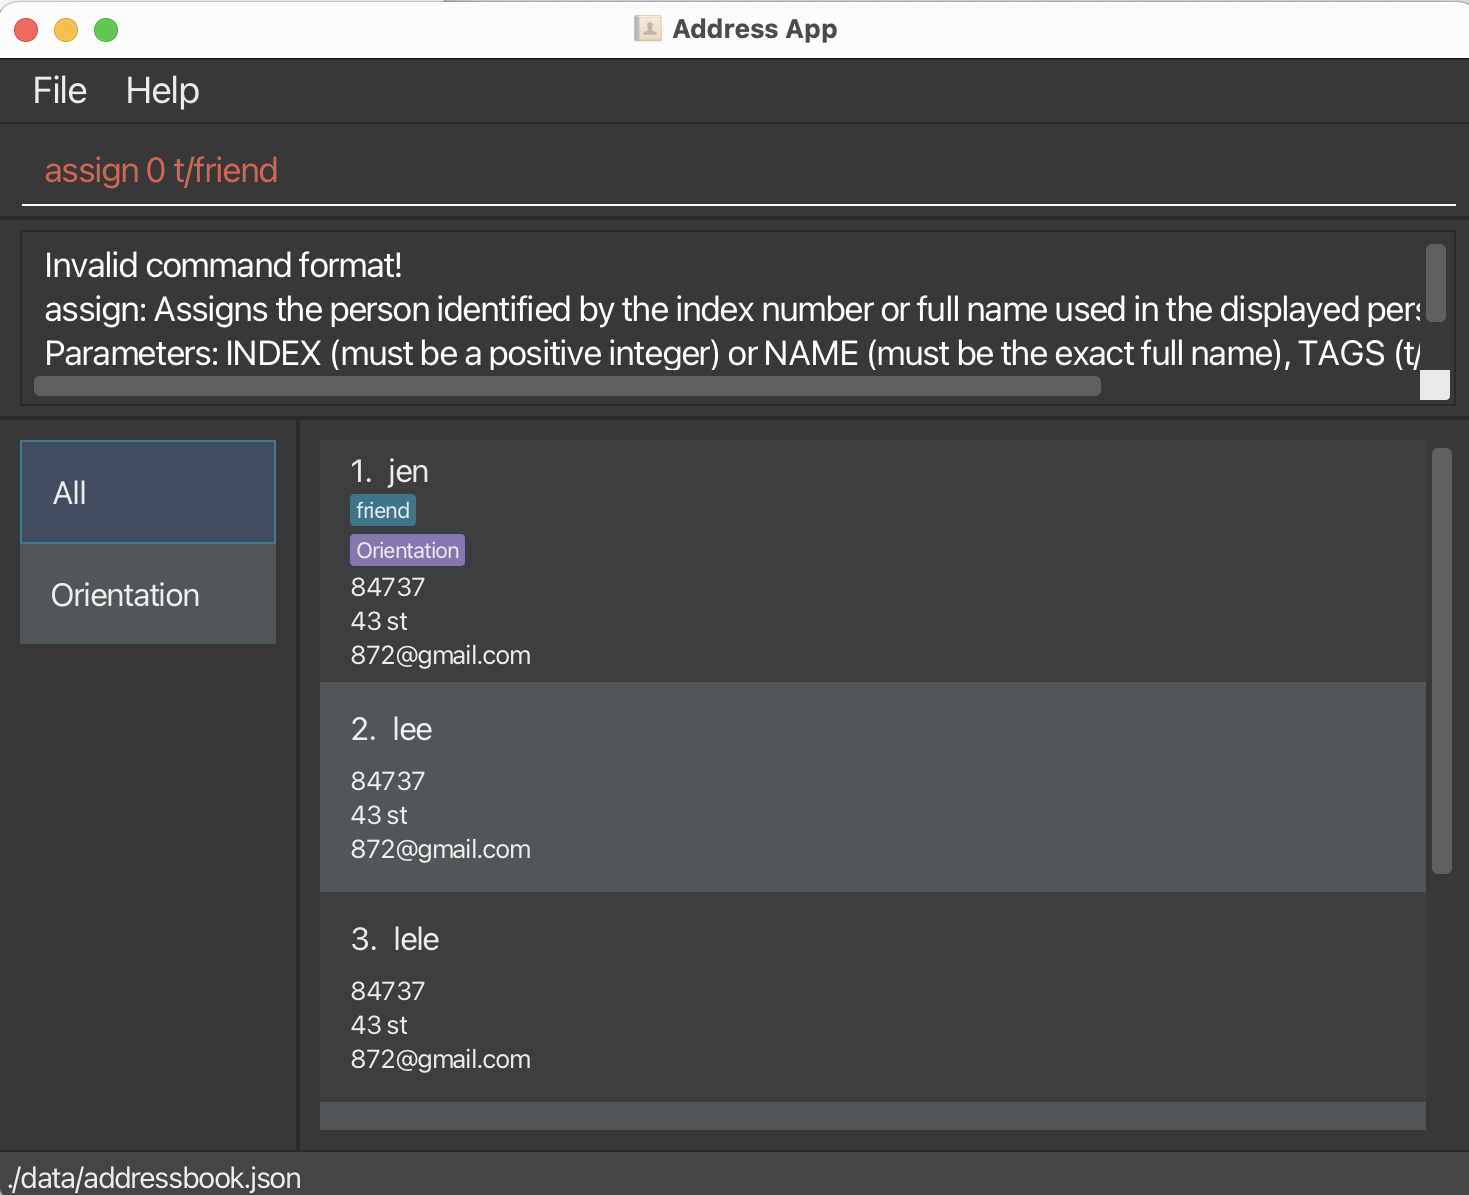 Address App
File Help
assign 0 t/friend
Invalid command format!
assign: Assigns the person identified by the index number or full name used in the displayed
Parameters: INDEX (must be a positive integer) or NAME (must be the exact full name), TAGS (t/
All
Orientation
1. jen
friend
Orientation
84737
43 st
872@gmail.com
2. lee
84737
43 st
872@gmail.com
3. lele
84737
43 st
872@gmail.com
./data/addressbook.json